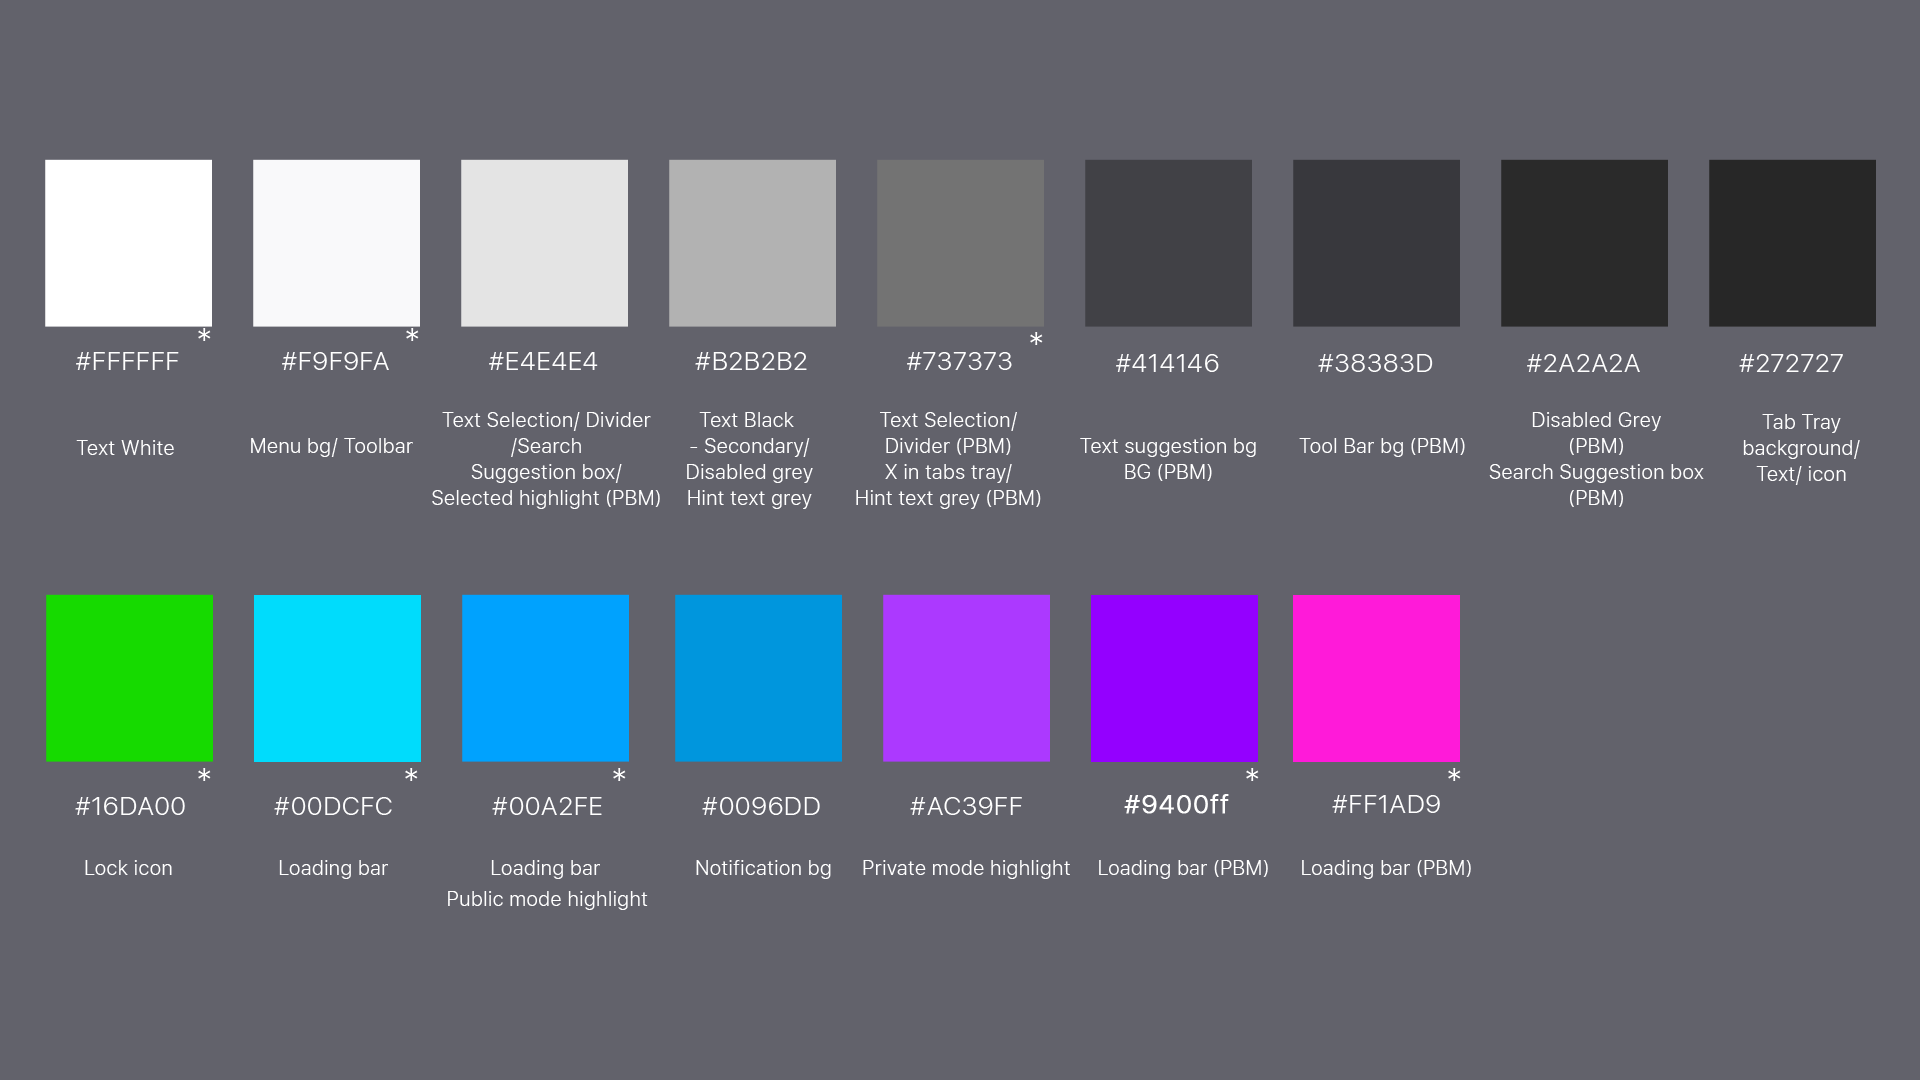 *
#FFFFFF
Text White
*
#F9F9FA
Menu bg/ Toolbar
#E4E4E4
Text Selection/ Divider
/Search
Suggestion box/
Selected highlight (PBM)
#B2B2B2
Text Black
- Secondary/
Disabled grey
Hint text grey
*
#737373
Text Selection/
Divider (PBM)
X in tabs tray/
Hint text grey (PBM)
#414146
Text suggestion bg
BG (PBM)
#38383D
Tool Bar bg (PBM)
#2A2A2A
Disabled Grey
(PBM)
Search Suggestion box
(PBM)
#272727
Tab Tray
background/
Text/ icon
*
#16DA00
Lock icon
*
#00DCFC
Loading bar
*
#00A2FE
Loading bar
Public mode highlight
#0096DD
Notification bg
#AC39FF
Private mode highlight
*
#9400ff
Loading bar (PBM)
*
#FF1AD9
Loading bar (PBM)